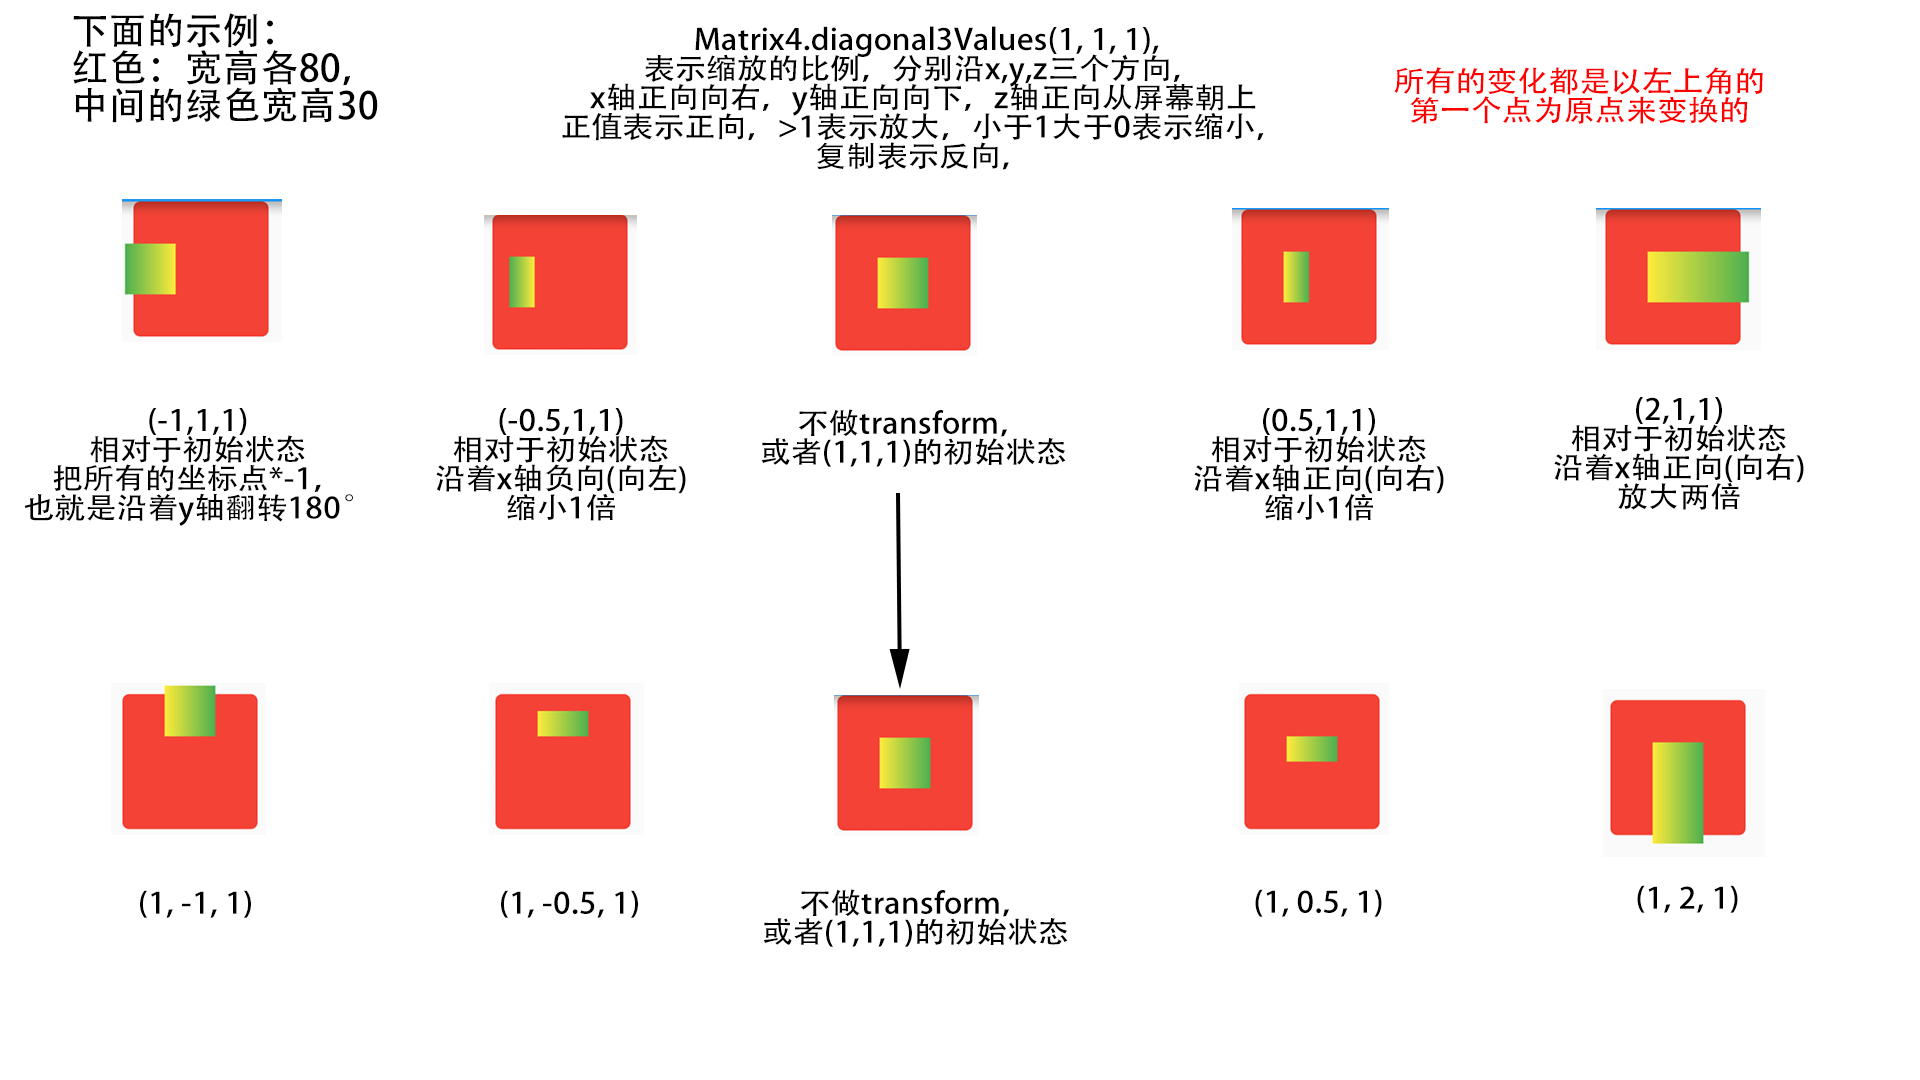 下面的示例：
红色：宽高各80,
中间的绿色宽高30
Matrix4.diagonal3Values(1, 1, 1),
表示缩放的比例，分别沿x,y,z三个方向,
x轴正向向右，y轴正向向下，z轴正向从屏幕朝上
正值表示正向，>1表示放大，小于1大于0表示缩小,
复制表示反向,
所有的变化都是以左上角的
第一个点为原点来变换的
(-1,1,1)
相对于初始状态
把所有的坐标点*-1,
也就是沿着y轴翻转180°
(-0.5,1,1)
相对于初始状态
沿着x轴负向(向左)
缩小1倍
不做transform,
或者(1,1,1)的初始状态
(0.5,1,1)
相对于初始状态
沿着x轴正向(向右)
缩小1倍
(2,1,1)
相对于初始状态
沿着x轴正向(向右)
放大两倍
(1, -1, 1)
(1, -0.5, 1)
不做transform,
或者(1,1,1)的初始状态
(1, 0.5, 1)
(1, 2, 1)